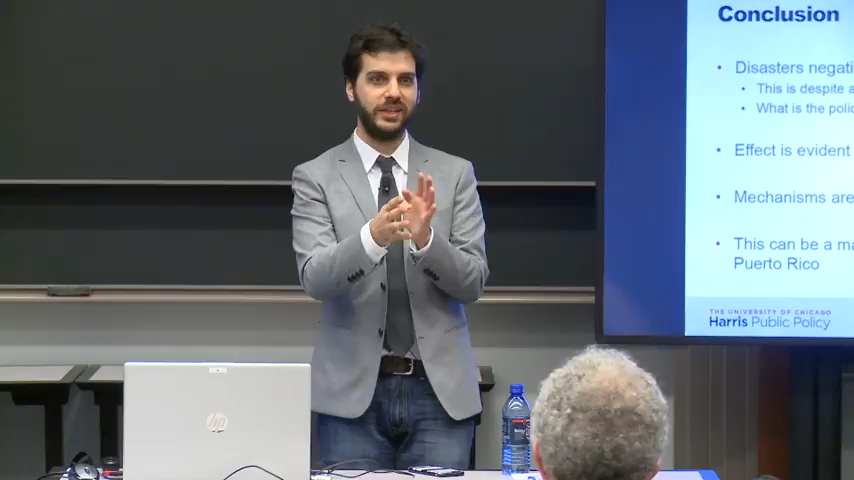 Conclusion
• Disasters negati
• This is despite a
• What is the polic
• Effect is evident
• Mechanisms are
• This can be a ma
Puerto Rico
THE UNIVERSITY OF CHICAGO
Harris Public Policy
hp